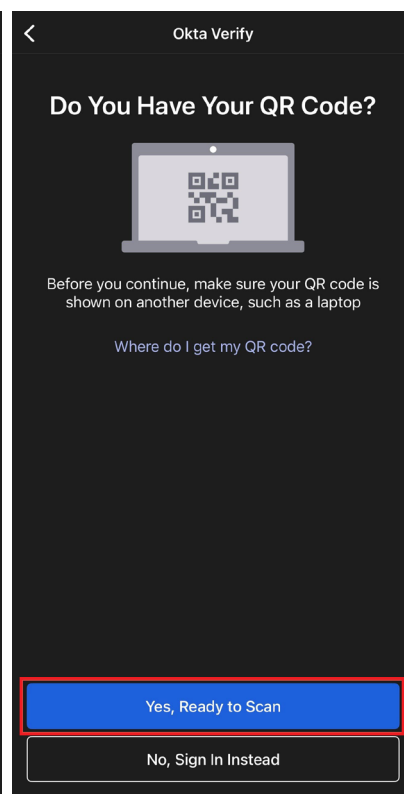 Okta Verify
Do You Have Your QR Code?
Before you continue, make sure your QR code is
shown on another device, such as a laptop
Where do I get my QR code?
Yes, Ready to Scan
No, Sign In Instead